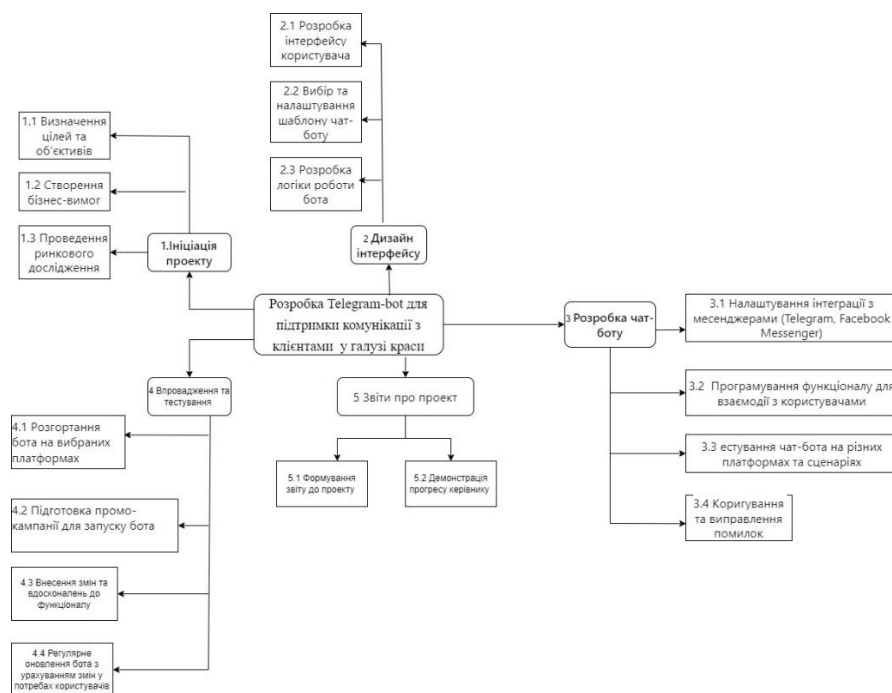 2.1 Розробка
інтерфейсу
користувача
2.2 Вибір та
налаштування
шаблону чат-
боту
2.3 Розробка
логіки роботи
бота
1.1 Визначення
цілей та
об'єктивів
1.2 Створення
бізнес-вимог
1.3 Проведення
ринкового
дослідження
1.Ініціація
проекту
2 Дизайн
інтерфейсу
Розробка Telegram-bot для
підтримки комунікації з
клієнтами у галузі краси
3 Розробка чат-
боту
3.1 Налаштування інтеграції з
месенджерами (Telegram, Facebook
Messenger)
3.2 Програмування функціоналу для
взаємодії з користувачами
3.3 естування чат-бота на різних
платформах та сценаріях
3.4 Коригування
та виправлення
помилок
4 Впровадження та
тестування
4.1 Розгортання
бота на вибраних
платформах
4.2 Підготовка промо-
кампанії для запуску бота
4.3 Внесення змін та
вдосконалень до
функціоналу
4.4 Регулярне
оновлення бота з
урахуванням змін у
потребах користувачів
5 Звіти про проект
5.1 Формування
звіту до проекту
5.2 Демонстрація
прогресу керівнику